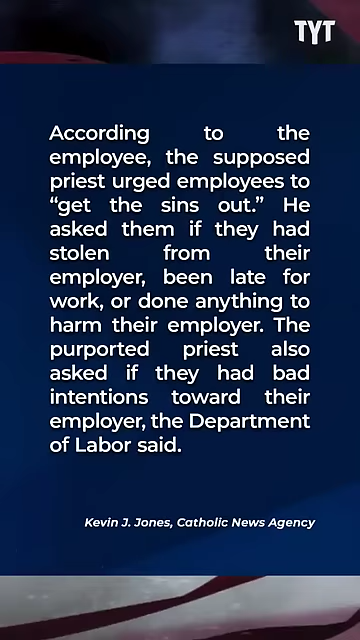 TYT
According to the
employee, the supposed
priest urged employees to
“get the sins out.” He
asked them if they had
stolen from their
employer, been late for
work, or done anything to
harm their employer. The
purported priest also
asked if they had bad
intentions toward their
employer, the Department
of Labor said.
Kevin J. Jones, Catholic News Agency